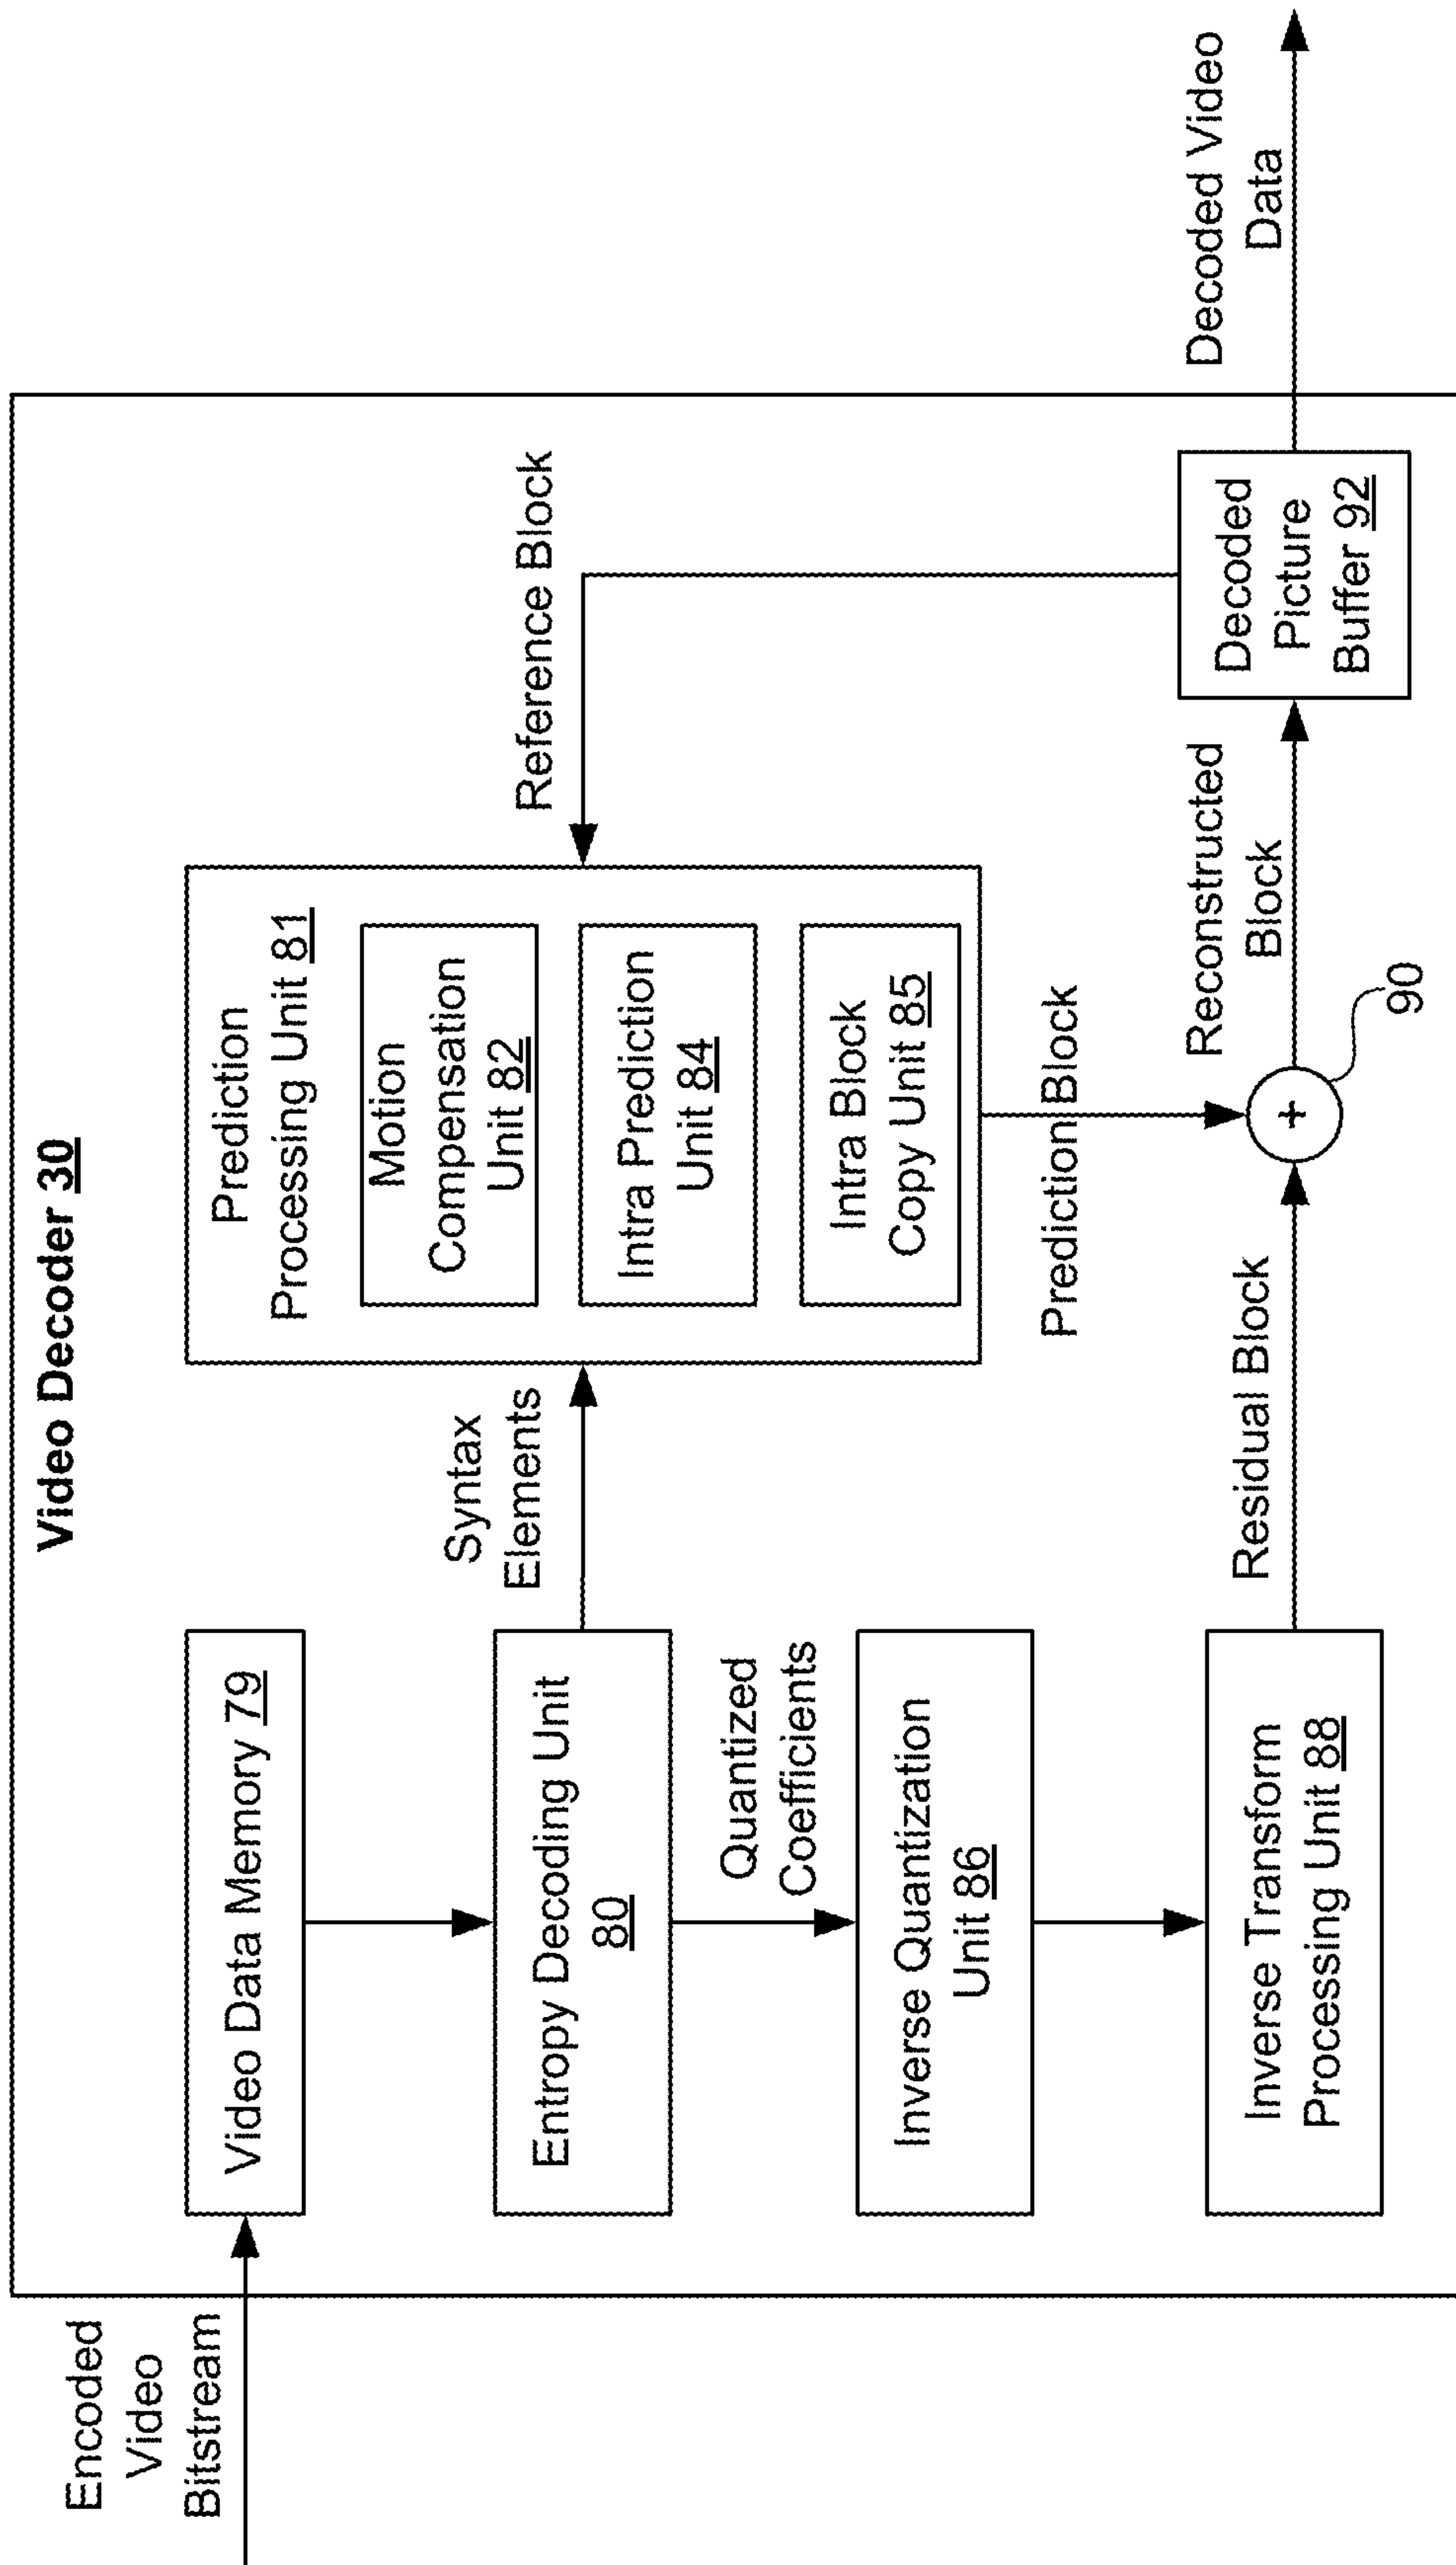 Video Decoder 30
Encoded
Video
Bitstream
Video Data Memory 79
Entropy Decoding Unit
80
Quantized
Coefficients
Inverse Quantization
Unit 86
Inverse Transform
Processing Unit 88
Syntax
Elements
Residual Block
Prediction
Processing Unit 81
Motion
Compensation
Unit 82
Intra Prediction
Unit 84
Intra Block
Copy Unit 85
Prediction Block
+
90
Reference Block
Reconstructed
Block
Decoded
Picture
Buffer 92
Decoded Video
Data